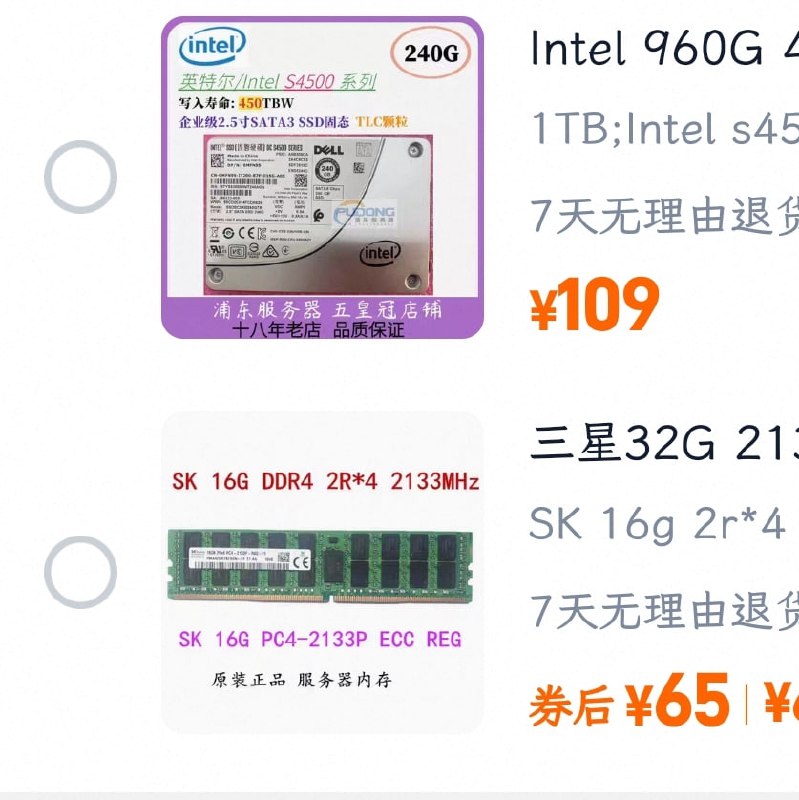 intel
240G
英特尔/Intel S4500 系列
写入寿命: 450TBW
企业级2.5寸SATA3 SSD固态 TLC颗粒
DELL
240
PUDONG
intel
浦东服务器 五皇冠店铺
十八年老店 品质保证
Intel 960G 4
1TB;Intel s45
7天无理由退货
¥109
SK 16G DDR4 2R*4 2133MHz
SK 16G PC4-2133P ECC REG
原装正品 服务器内存
三星32G 213
SK 16g 2r*4
7天无理由退货
券后 ¥65 ¥6